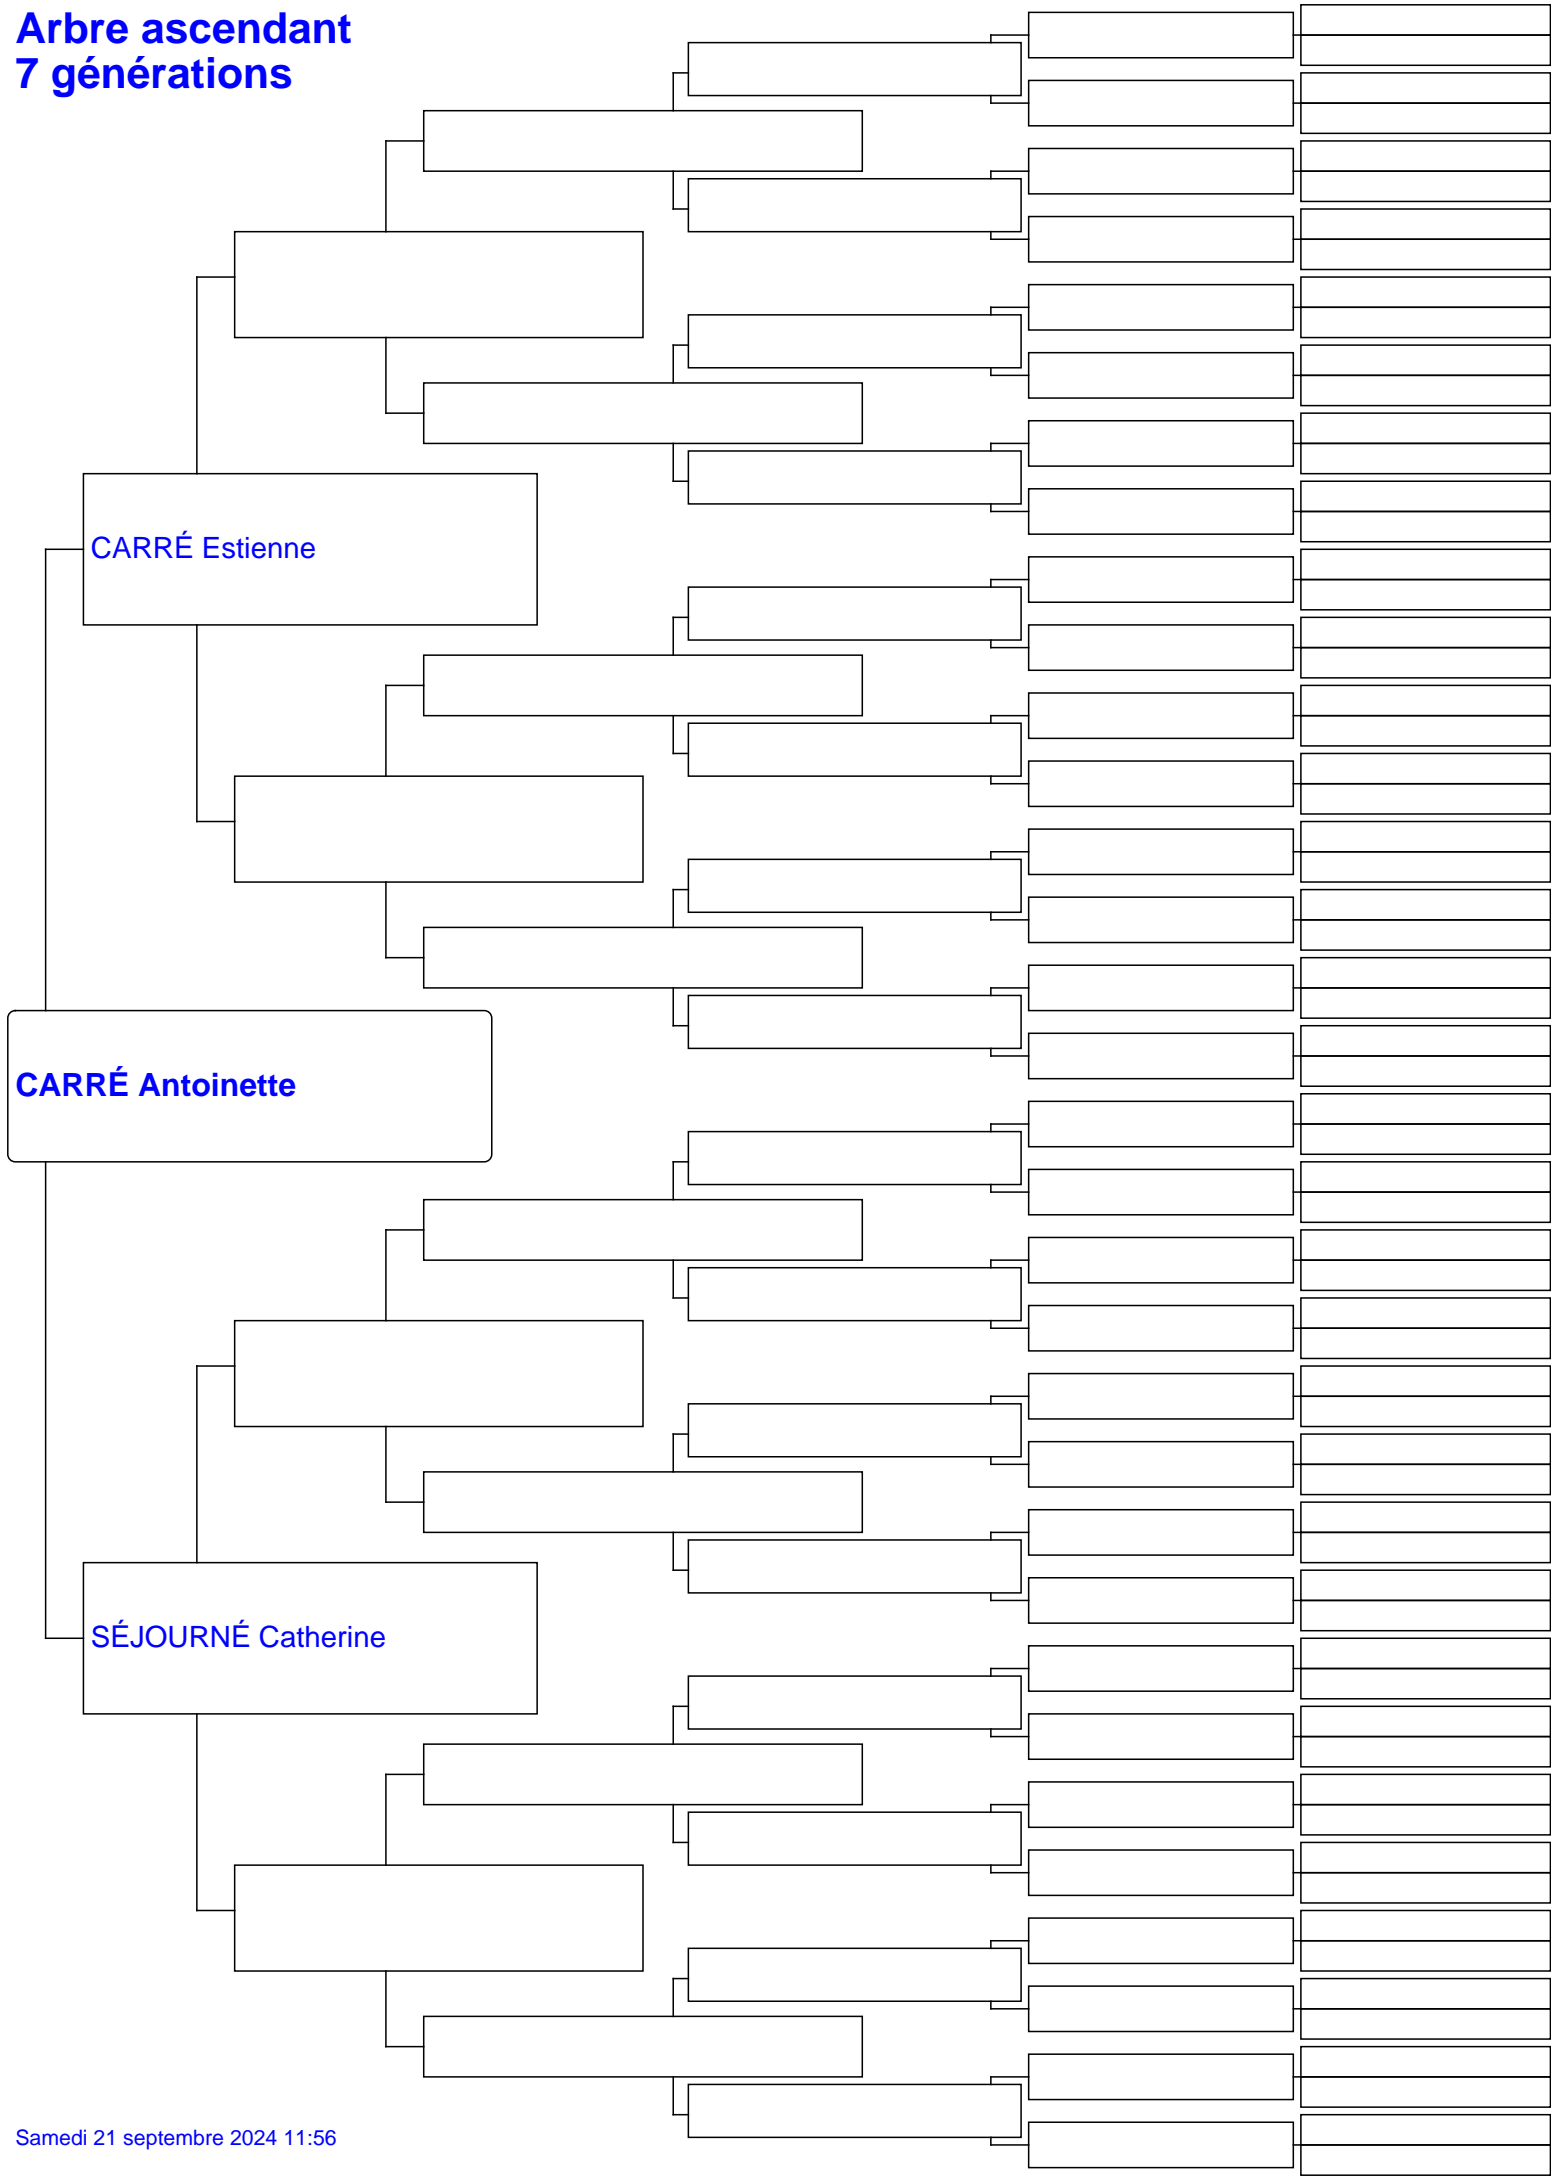 Arbre ascendant
7 générations
CARRÉ Estienne
CARRÉ Antoinette
SÉJOURNÉ Catherine
Samedi 21 septembre 2024 11:56